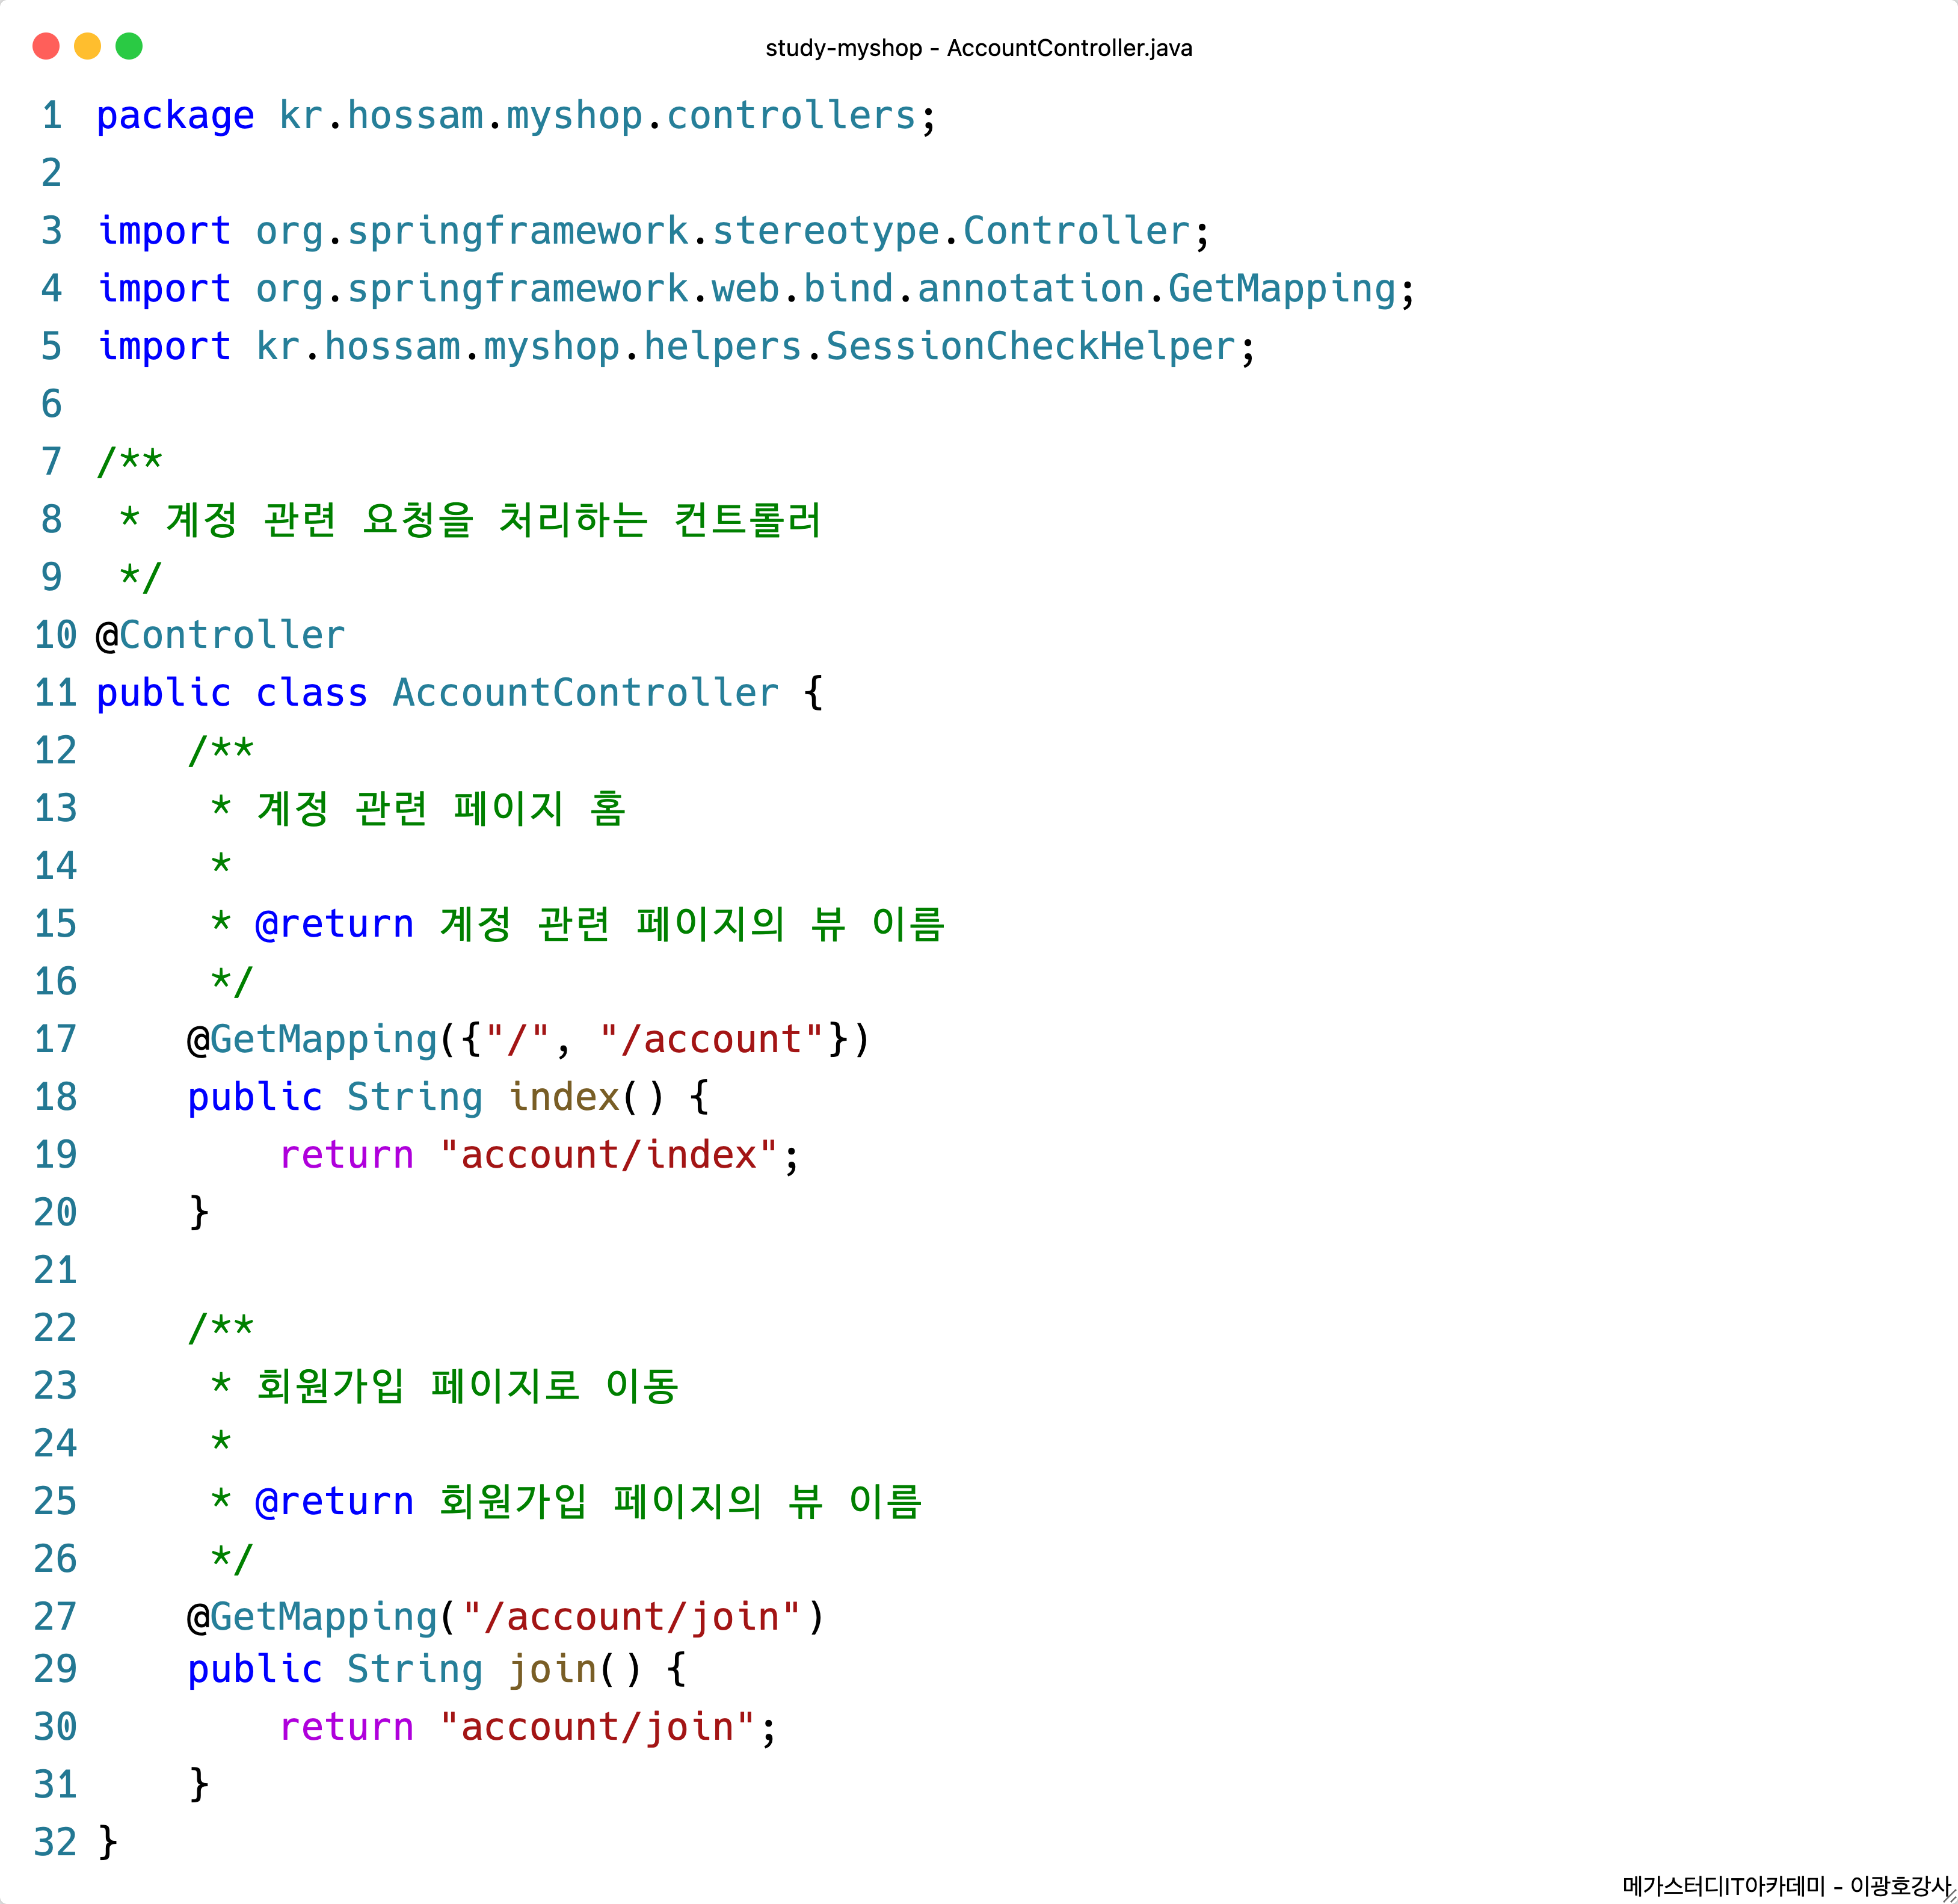 study-myshop - AccountController.java
1 package kr.hossam.myshop.controllers;
2
3 import org.springframework.stereotype.Controller;
4 import org.springframework.web.bind.annotation.GetMapping;
5 import kr.hossam.myshop.helpers.SessionCheckHelper;
6
7 /**
8  * 계정 관련 요청을 처리하는 컨트롤러
9  */
10 @Controller
11 public class AccountController {
12     /**
13      * 계정 관련 페이지 홈
14      *
15      * @return 계정 관련 페이지의 뷰 이름
16      */
17     @GetMapping({"/", "/account"})
18     public String index() {
19         return "account/index";
20     }
21
22     /**
23      * 회원가입 페이지로 이동
24      *
25      * @return 회원가입 페이지의 뷰 이름
26      */
27     @GetMapping("/account/join")
29     public String join() {
30         return "account/join";
31     }
32 }
메가스터디IT아카데미 - 이광호강사